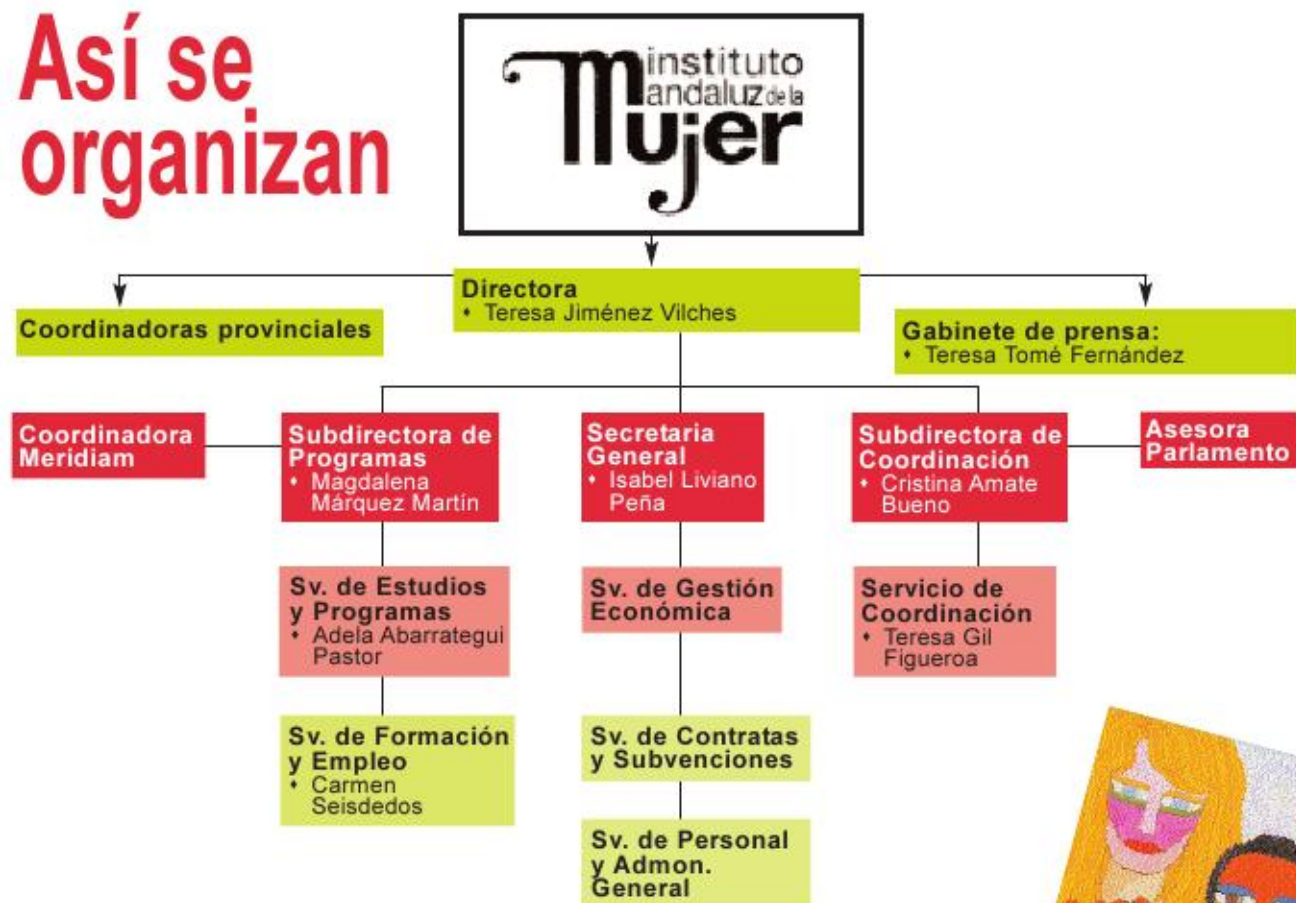 Así se
organizan
instituto
andaluz de la
Mujer
Directora
♦ Teresa Jiménez Vilches
Coordinadoras provinciales
Gabinete de prensa:
♦ Teresa Tomé Fernández
Coordinadora
Meridiam
Subdirectora de
Programas
♦ Magdalena
Márquez Martín
Secretaria
General
♦ Isabel Liviano
Peña
Subdirectora de
Coordinación
♦ Cristina Amate
Bueno
Asesora
Parlamento
Sv. de Estudios
y Programas
♦ Adela Abarrategui
Pastor
Sv. de Gestión
Económica
Servicio de
Coordinación
♦ Teresa Gil
Figueroa
Sv. de Formación
y Empleo
♦ Carmen
Seisdedos
Sv. de Contratas
y Subvenciones
Sv. de Personal
y Admon.
General